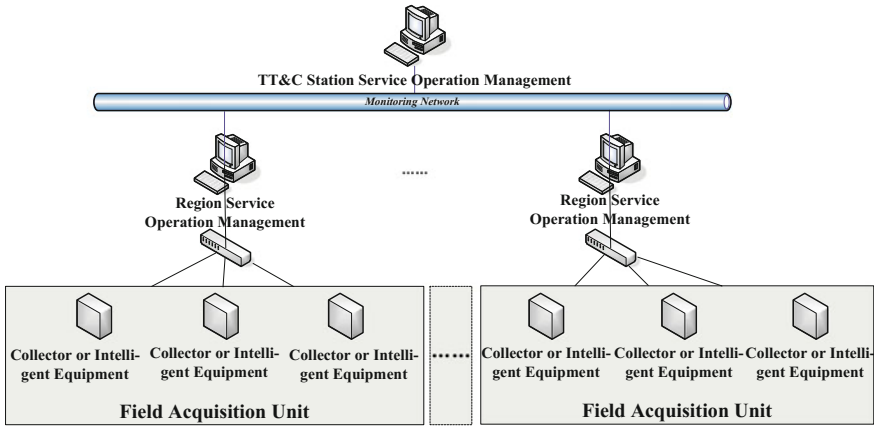 TT&C Station Service Operation Management
Monitoring Network
......
Region Service
Operation Management
Region Service
Operation Management
Collector or Intelli-
gent Equipment
Collector or Intelli-
gent Equipment
Collector or Intelli-
gent Equipment
Field Acquisition Unit
......
Collector or Intelli-
gent Equipment
Collector or Intelli-
gent Equipment
Collector or Intelli-
gent Equipment
Field Acquisition Unit